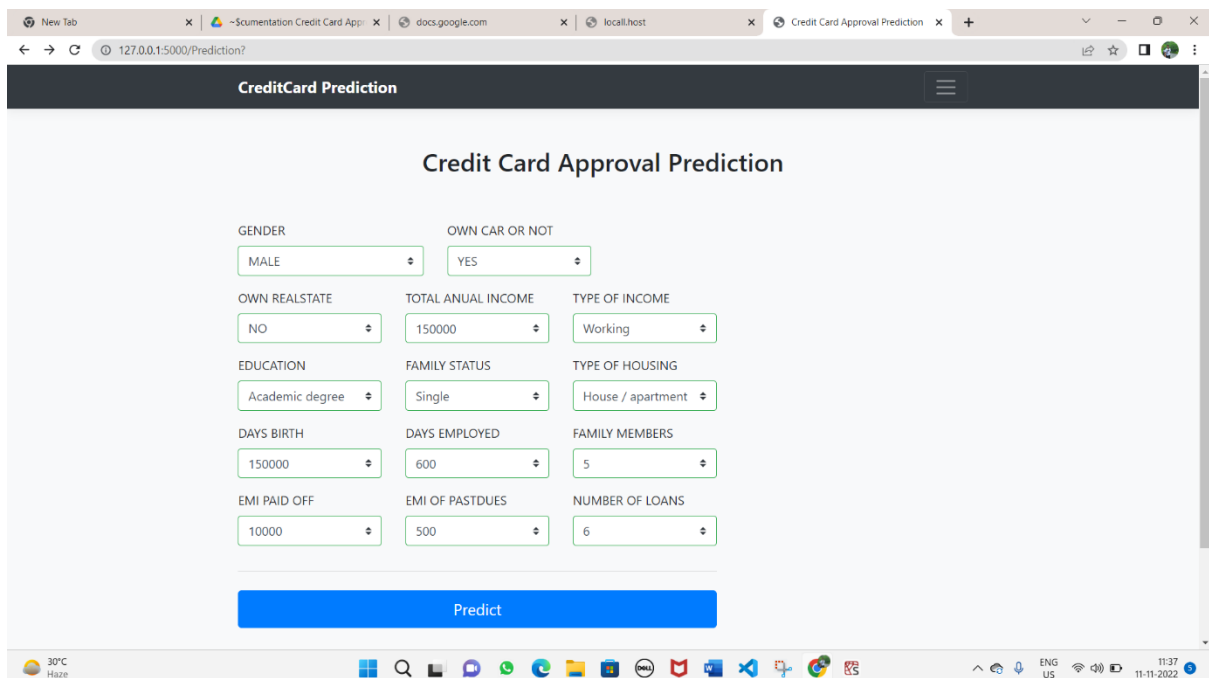 New Tab
~$cumentation Credit Card Appr
docs.google.com
locall.host
Credit Card Approval Prediction
127.0.0.1:5000/Prediction?
CreditCard Prediction
Credit Card Approval Prediction
GENDER OWN CAR OR NOT
MALE YES
OWN REALSTATE TOTAL ANUAL INCOME TYPE OF INCOME
NO 150000 Working
EDUCATION FAMILY STATUS TYPE OF HOUSING
Academic degree Single House / apartment
DAYS BIRTH DAYS EMPLOYED FAMILY MEMBERS
150000 600 5
EMI PAID OFF EMI OF PASTDUES NUMBER OF LOANS
10000 500 6
Predict
30°C
Haze
DELL
ENG
US
11:37
11-11-2022
5